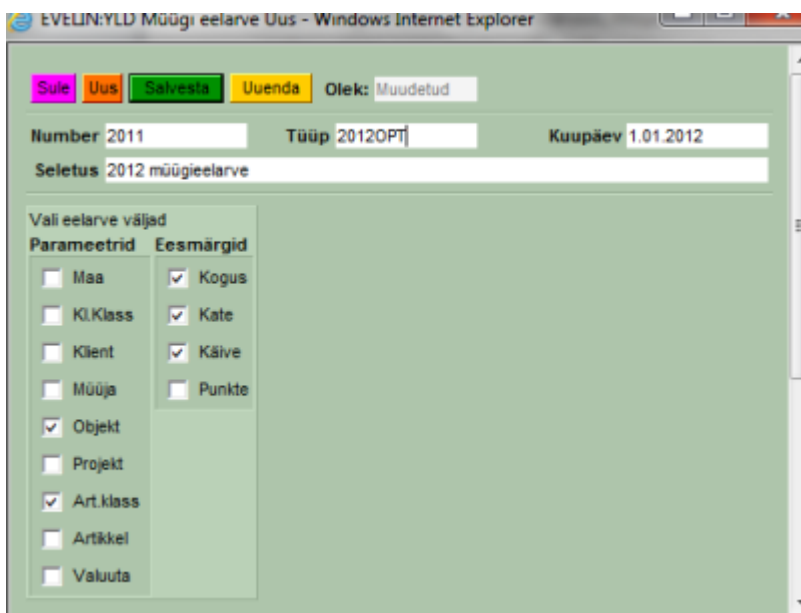 EVELIN:YLD Müügi eelarve Uus - Windows Internet Explorer
Sule Uus Salvesta Uuenda Olek: Muudetud
Number 2011 Tüüp 2012OPT Kuupäev 1.01.2012
Seletus 2012 müügieelarve
Vali eelarve väljad
Parameetrid Eesmärgid
Maa Kogus
Kl.Klass Kate
Klient Käive
Müüja Punkte
Objekt
Projekt
Art.klass
Artikkel
Valuuta